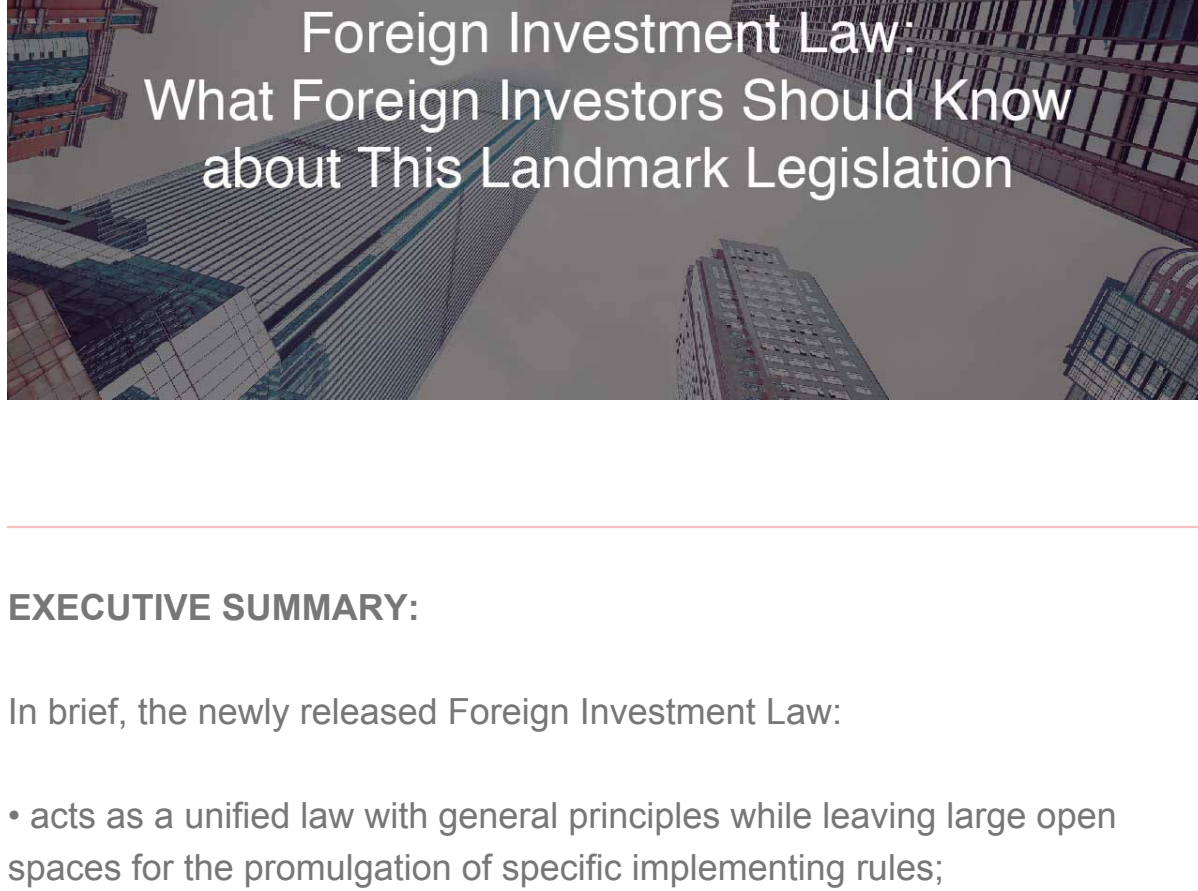 Foreign Investment Law:
What Foreign Investors Should Know
about This Landmark Legislation
EXECUTIVE SUMMARY:
In brief, the newly released Foreign Investment Law:
• acts as a unified law with general principles while leaving large open
spaces for the promulgation of specific implementing rules;